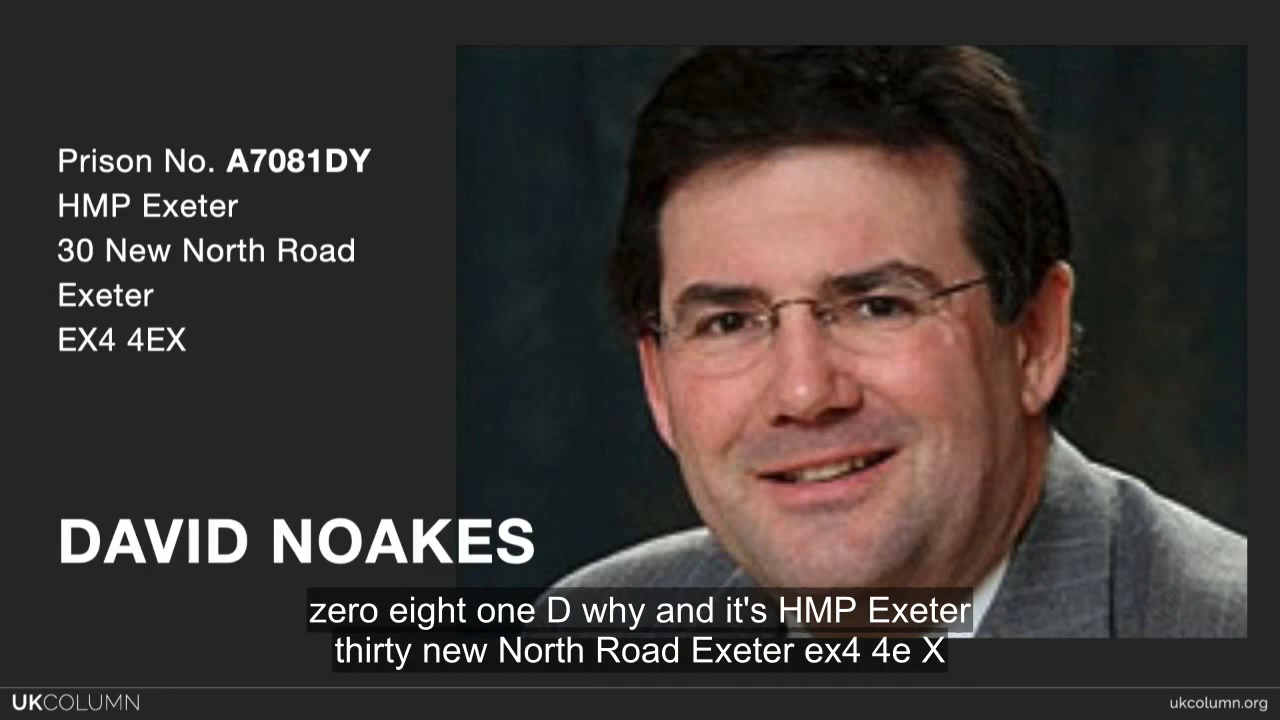 Prison No. A7081DY
HMP Exeter
30 New North Road
Exeter
EX4 4EX
DAVID NOAKES
zero eight one D why and it's HMP Exeter
thirty new North Road Exeter ex4 4e X
UKCOLUMN
ukcolumn.org